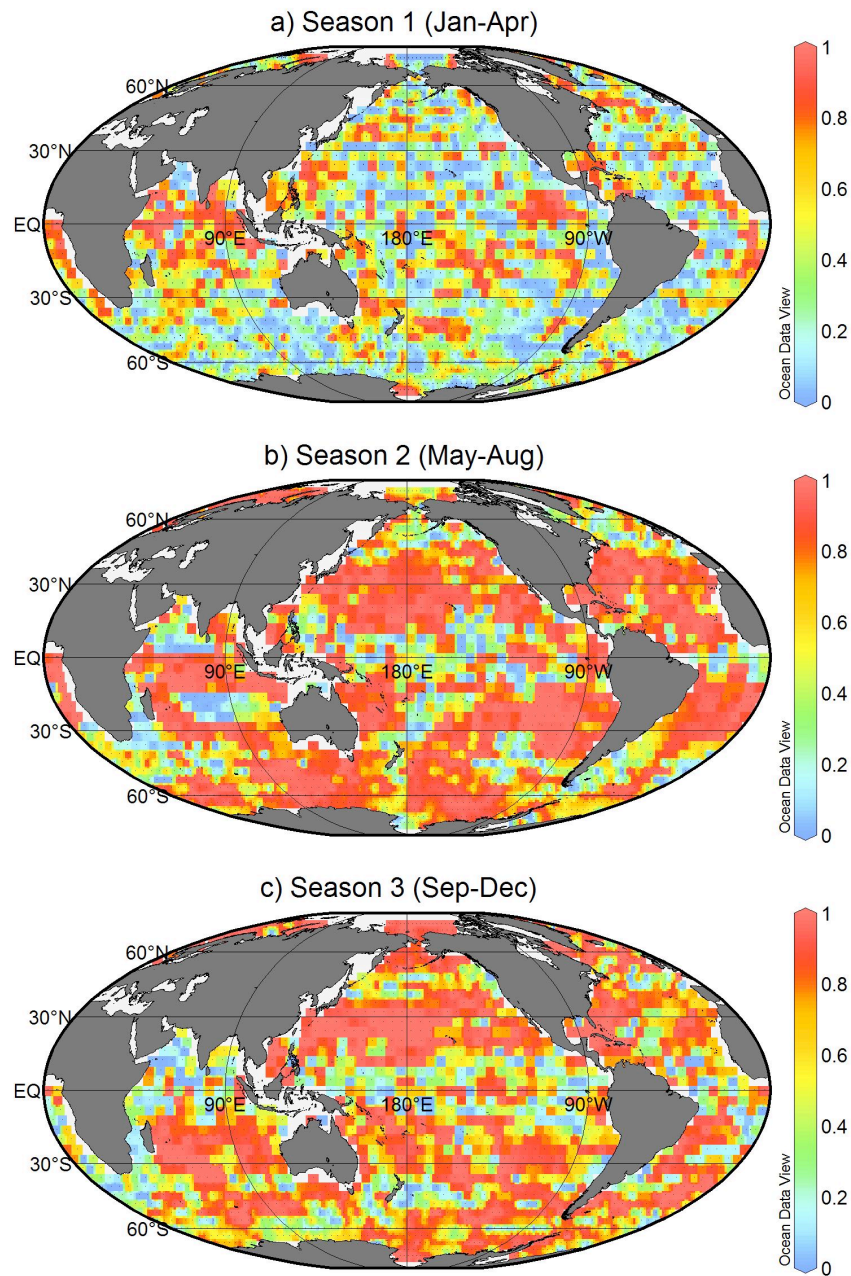 a) Season 1 (Jan-Apr)
60°N
30°N
EQ
90°E
180°E
90°W
30°S
60°S
1
0.8
0.6
0.4
0.2
0
Ocean Data View
b) Season 2 (May-Aug)
60°N
30°N
EQ
90°E
180°E
90°W
30°S
60°S
1
0.8
0.6
0.4
0.2
0
Ocean Data View
c) Season 3 (Sep-Dec)
60°N
30°N
EQ
90°E
180°E
90°W
30°S
60°S
1
0.8
0.6
0.4
0.2
0
Ocean Data View